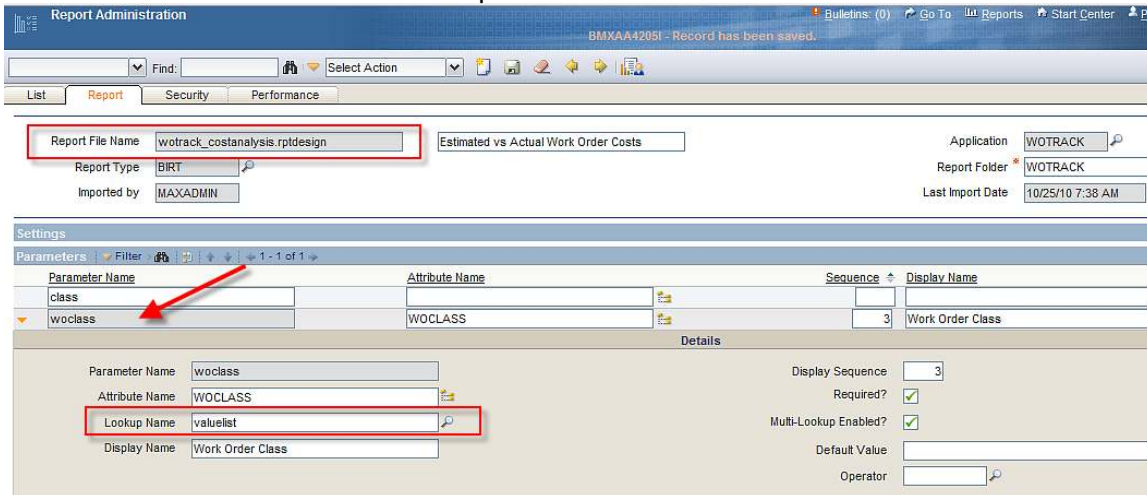 Report Administration
Bulletins: (0) Go To Reports Start Center P
BMXAA4205I - Record has been saved.
Find: Select Action
List Report Security Performance
Report File Name wotrack_costanalysis.rptdesign Estimated vs Actual Work Order Costs Application WOTRACK
Report Type BIRT Report Folder * WOTRACK
Imported by MAXADMIN Last Import Date 10/25/10 7:38 AM
Settings
Parameters Filter 1 - 1 of 1
Parameter Name Attribute Name Sequence Display Name
class
woclass WOCLASS 3 Work Order Class
Details
Parameter Name woclass Display Sequence 3
Attribute Name WOCLASS Required?
Lookup Name valuelist Multi-Lookup Enabled?
Display Name Work Order Class Default Value
Operator